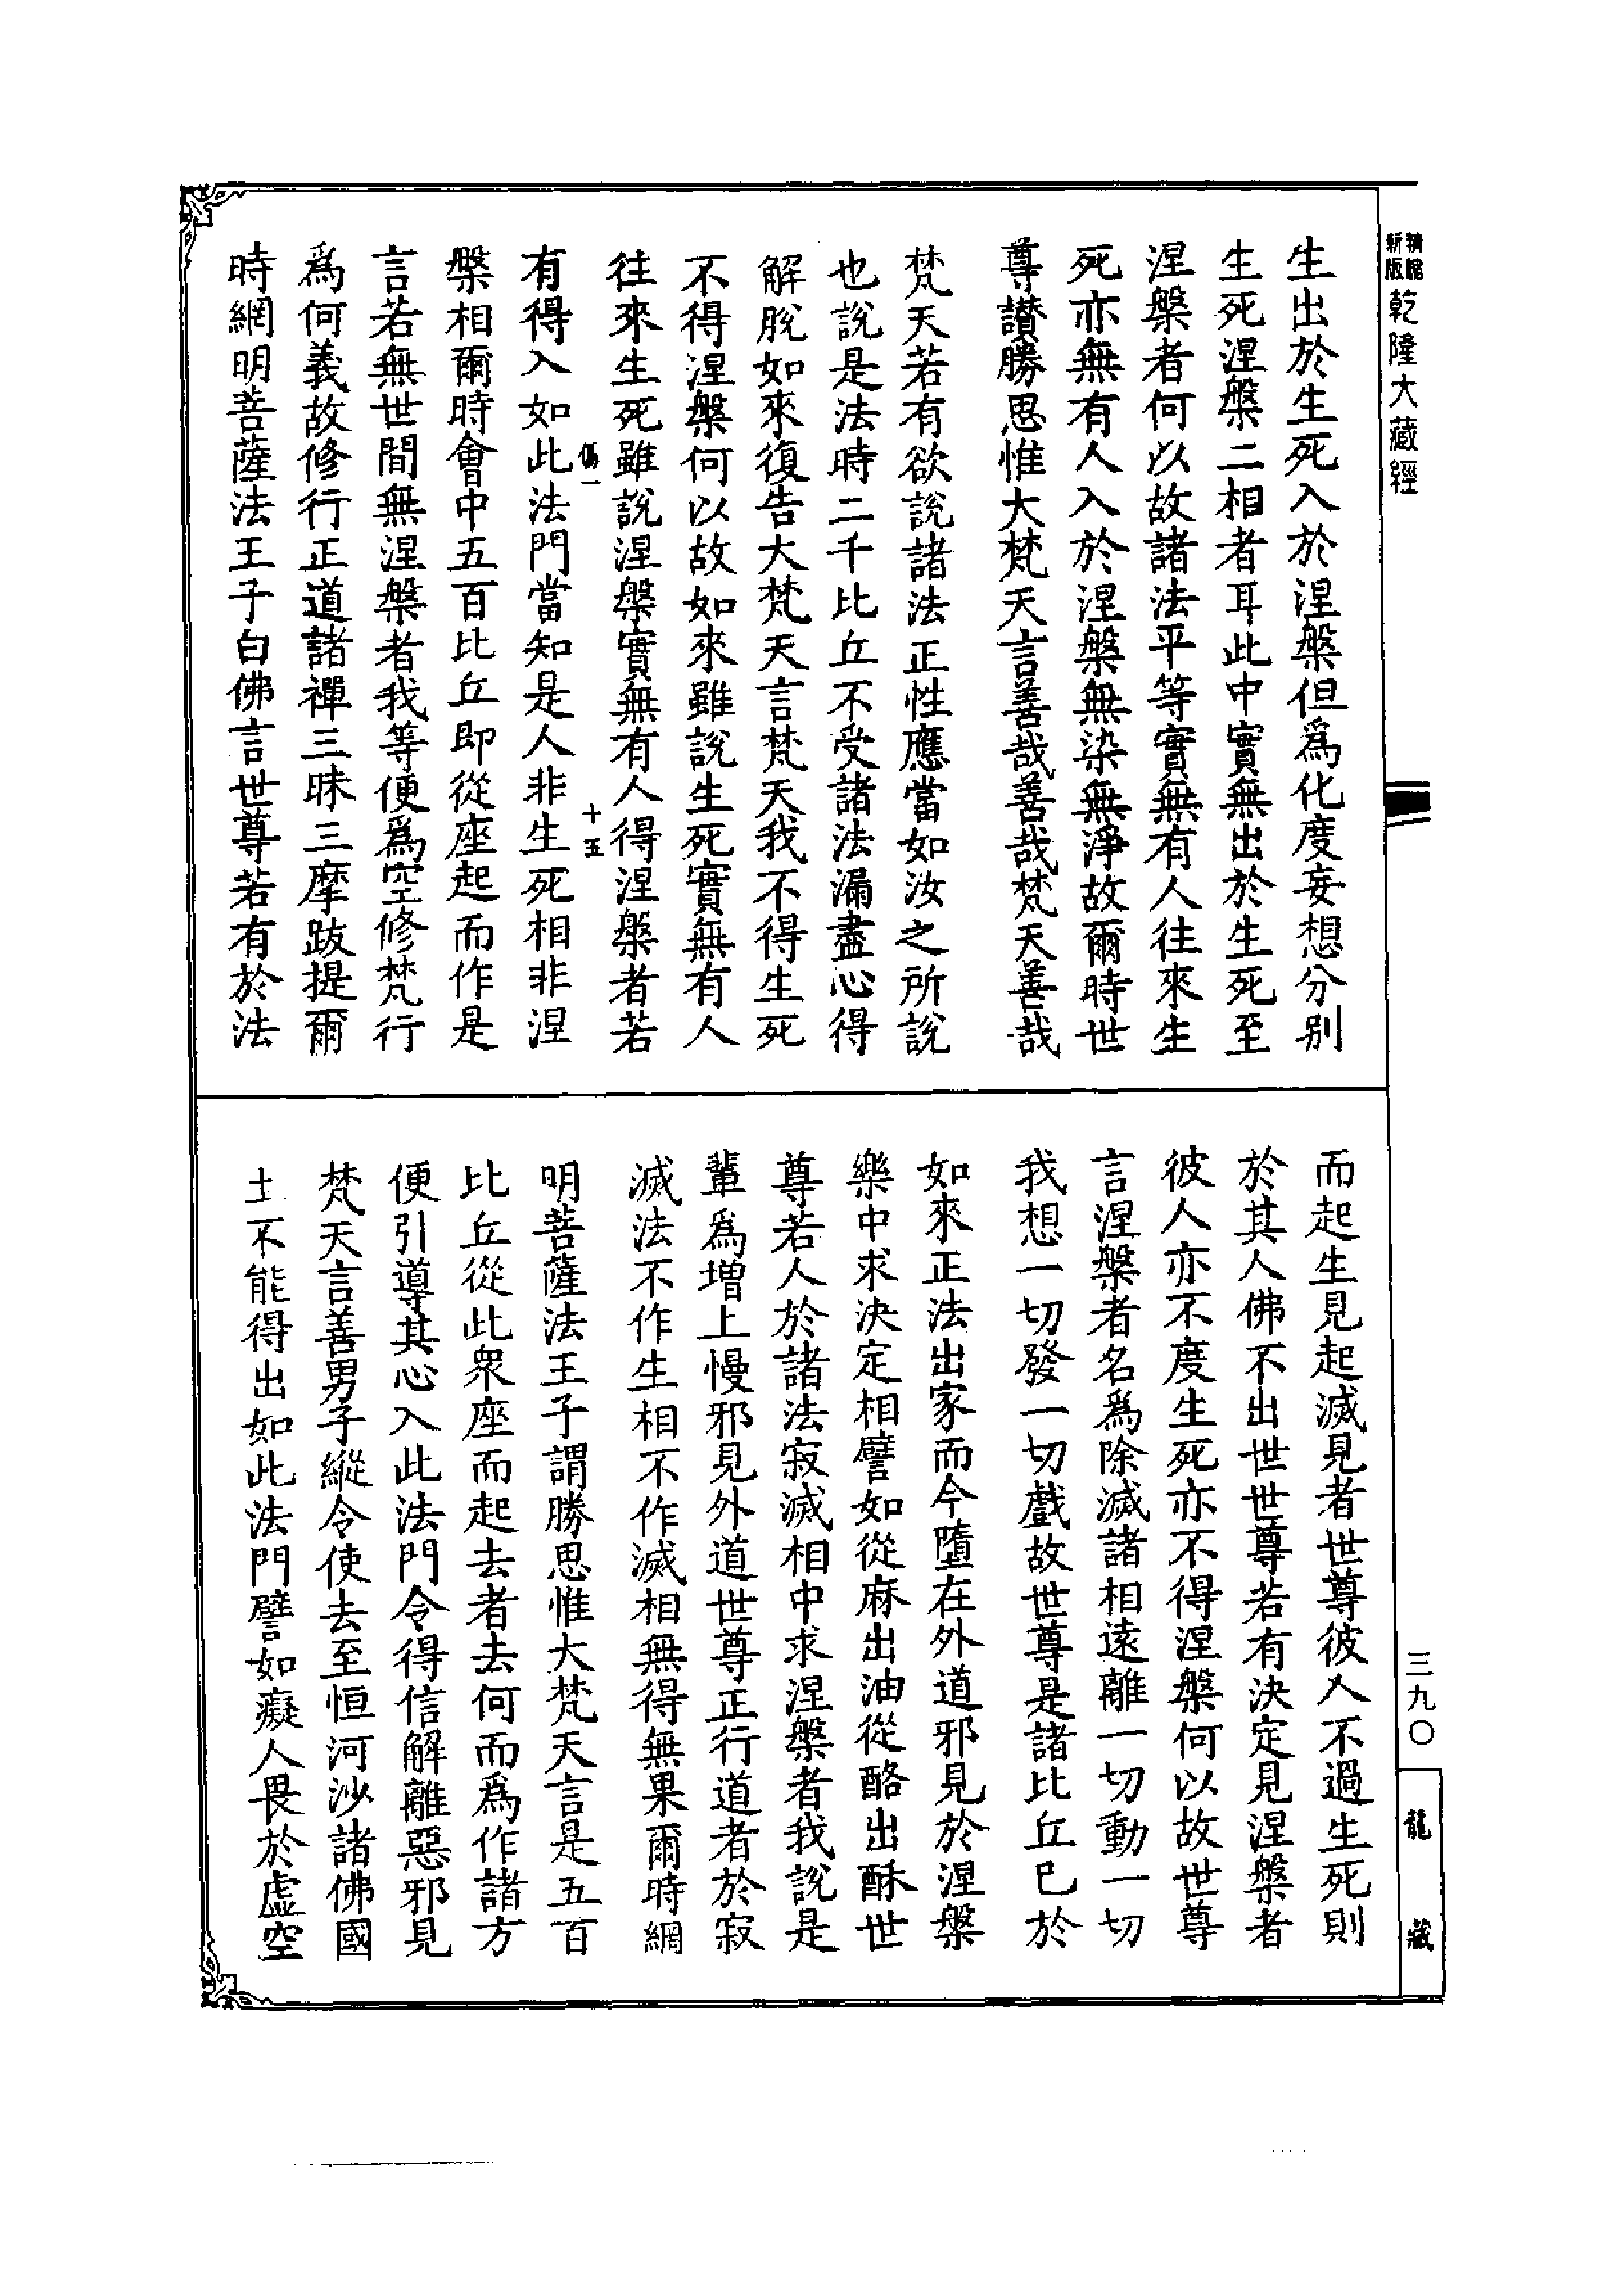 新版
乾隆大藏經
生出於生死入於涅槃但爲化度妄想分別
生死涅槃二相者耳此中實無出於生死至
涅槃者何以故諸法平等實無有人往來生
死亦無有人入於涅槃無染無淨故爾時世
尊讃勝思惟大梵天言善哉善哉梵天善哉
梵天若有欲說諸法正性應當如汝之所說
也說是法時二千比丘不受諸法漏盡心得
解脫如來復告大梵天言梵天我不得生死
不得涅槃何以故如來雖說生死實無有人
往來生死雖說涅槃實無有人得涅槃者若
十五
有得入如此法門當知是人非生死相非涅
槃相爾時會中五百比丘即從座起而作是
言若無世間無涅槃者我等便爲空修梵行
爲何義故修行正道諸禪三昧三摩跋提爾
時網明菩薩法王子白佛言世尊若有於法
而起生見起滅見者世尊彼人不過生死則
於其人佛不出世世尊若有決定見涅槃者
彼人亦不度生死亦不得涅槃何以故世尊
言涅槃者名爲除滅諸相遠離一切動一切
我想一切發一切戲故世尊是諸比丘已於
如來正法出家而今墮在外道邪見於涅槃
樂中求決定相譬如從麻出油從酪出酥世
尊若人於諸法寂滅相中求涅槃者我說是
輩爲增上慢邪見外道世尊正行道者於寂
滅法不作生相不作滅相無得無果爾時網
明菩薩法王子謂勝思惟大梵天言是五百
比丘從此衆座而起去者去何而爲作諸方
便引導其心入此法門令得信解離惡邪見
梵天言善男子縱令使去至恒河沙諸佛國
土不能得出如此法門譬如癡人畏於虛空
三九〇
龍藏